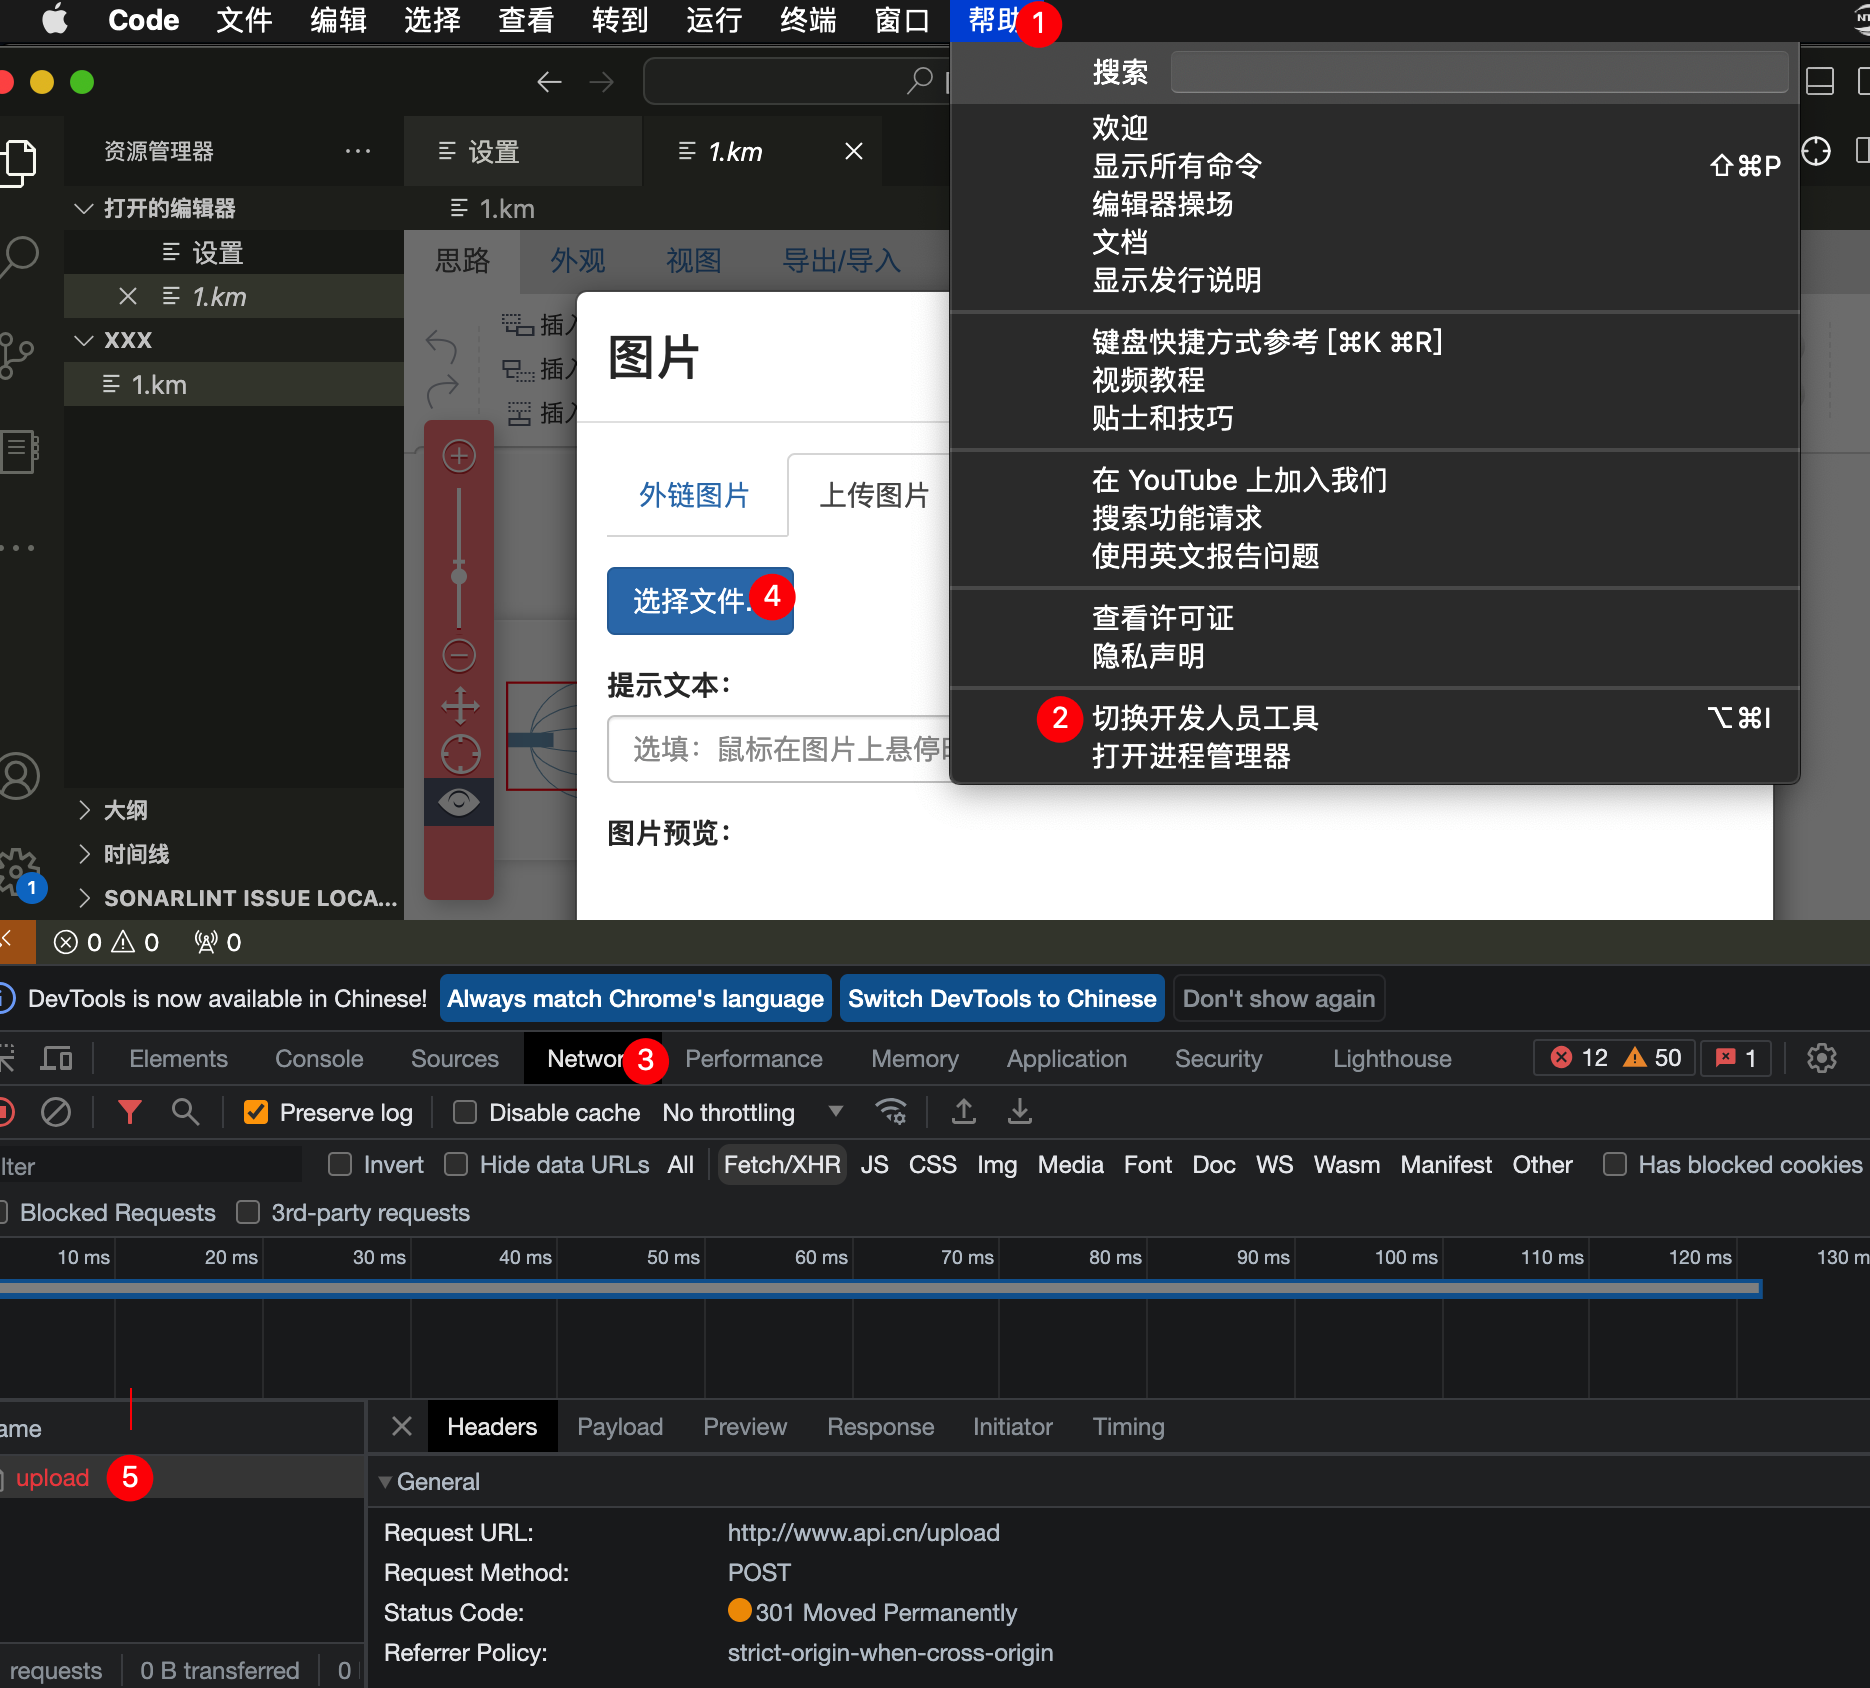 Code 文件 编辑 选择 查看 转到 运行 终端 窗口 帮助 1
搜索
欢迎
显示所有命令 ⇧⌘P
编辑器操场
文档
显示发行说明
键盘快捷方式参考 [⌘K ⌘R]
视频教程
贴士和技巧
在 YouTube 上加入我们
搜索功能请求
使用英文报告问题
查看许可证
隐私声明
2 切换开发人员工具 ⌥⌘I
打开进程管理器
资源管理器 ···
设置
1.km
打开的编辑器
设置
1.km
XXX
1.km
大纲
时间线
SONARLINT ISSUE LOCA...
1
1.km
思路 外观 视图 导出/导入
插入
插入
插入
图片
外链图片 上传图片
选择文件. 4
提示文本：
选填：鼠标在图片上悬停
图片预览：
0 0 0
DevTools is now available in Chinese! Always match Chrome's language Switch DevTools to Chinese Don't show again
Elements Console Sources Networ 3 Performance Memory Application Security Lighthouse 12 50 1
Preserve log Disable cache No throttling
lter Invert Hide data URLs All Fetch/XHR JS CSS Img Media Font Doc WS Wasm Manifest Other Has blocked cookies
Blocked Requests 3rd-party requests
10 ms 20 ms 30 ms 40 ms 50 ms 60 ms 70 ms 80 ms 90 ms 100 ms 110 ms 120 ms 130 m
ame
upload 5
requests 0 B transferred 0
Headers Payload Preview Response Initiator Timing
General
Request URL: http://www.api.cn/upload
Request Method: POST
Status Code: 301 Moved Permanently
Referrer Policy: strict-origin-when-cross-origin